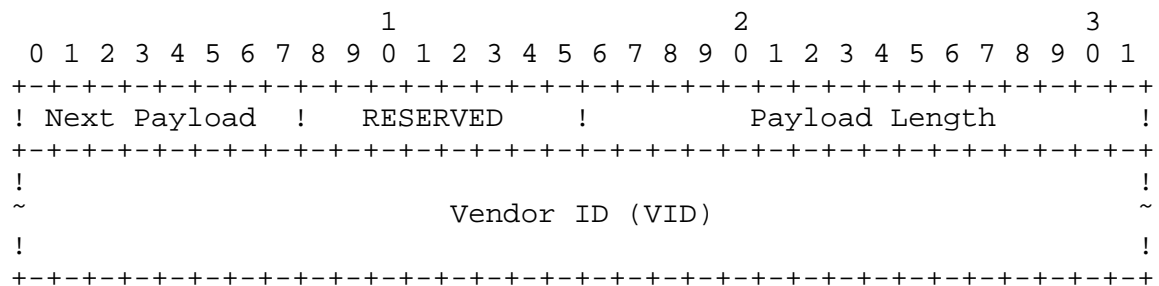 1                   2                   3
 0 1 2 3 4 5 6 7 8 9 0 1 2 3 4 5 6 7 8 9 0 1 2 3 4 5 6 7 8 9 0 1
+-+-+-+-+-+-+-+-+-+-+-+-+-+-+-+-+-+-+-+-+-+-+-+-+-+-+-+-+-+-+-+-+
! Next Payload  !   RESERVED    !         Payload Length        !
+-+-+-+-+-+-+-+-+-+-+-+-+-+-+-+-+-+-+-+-+-+-+-+-+-+-+-+-+-+-+-+-+
!                                                               !
~                        Vendor ID (VID)                        ~
!                                                               !
+-+-+-+-+-+-+-+-+-+-+-+-+-+-+-+-+-+-+-+-+-+-+-+-+-+-+-+-+-+-+-+-+